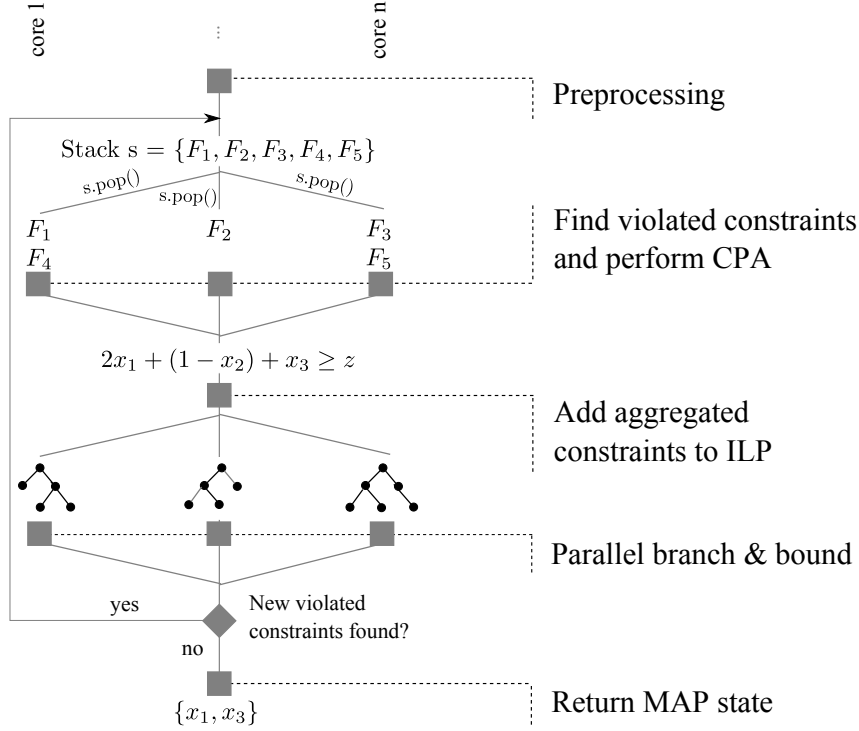 core 1
...
core n
Preprocessing
Stack s = {F₁, F₂, F₃, F₄, F₅}
s.pop()
s.pop()
s.pop()
F₁
F₂
F₃
F₄
F₅
Find violated constraints
and perform CPA
2x₁ + (1 − x₂) + x₃ ≥ z
Add aggregated
constraints to ILP
Parallel branch & bound
yes
New violated
constraints found?
no
Return MAP state
{x₁, x₃}